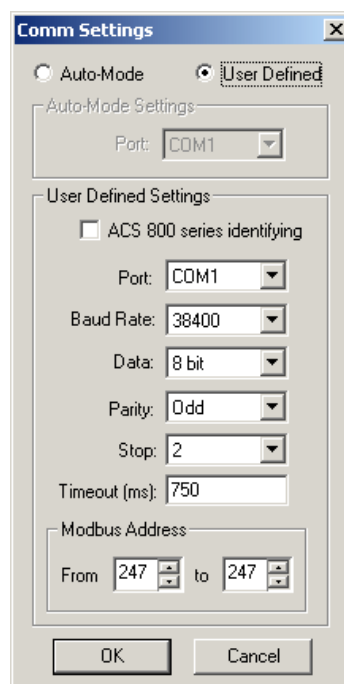 Comm Settings
Auto-Mode User Defined
Auto-Mode Settings
Port: COM1
User Defined Settings
ACS 800 series identifying
Port: COM1
Baud Rate: 38400
Data: 8 bit
Parity: Odd
Stop: 2
Timeout (ms): 750
Modbus Address
From 247 to 247
OK Cancel